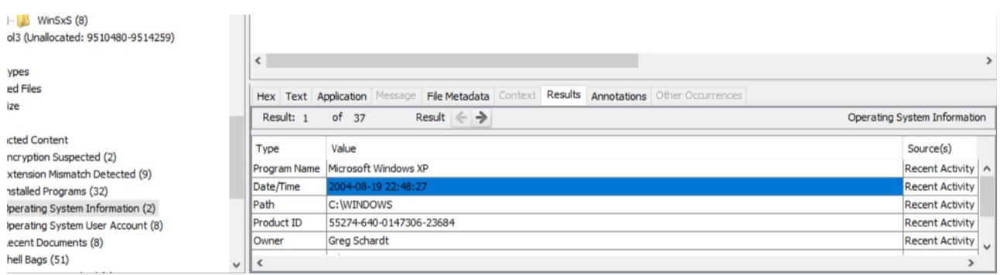 WinSxS (8)
ol3 (Unallocated: 9510480-9514259)
ypes
ed Files
ize
cted Content
ncryption Suspected (2)
xtension Mismatch Detected (9)
nstalled Programs (32)
Operating System Information (2)
Operating System User Account (8)
ecent Documents (8)
hell Bags (51)
Hex Text Application Message File Metadata Context Results Annotations Other Occurrences
Result: 1 of 37 Result Operating System Information
Type Value Source(s)
Program Name Microsoft Windows XP Recent Activity
Date/Time 2004-08-19 22:48:27 Recent Activity
Path C:\WINDOWS Recent Activity
Product ID 55274-640-0147306-23684 Recent Activity
Owner Greg Schardt Recent Activity